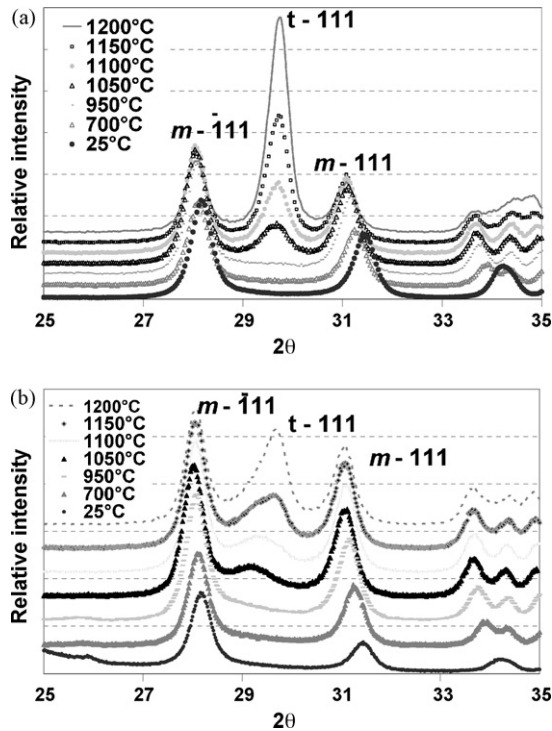 (a)
1200°C
1150°C
1100°C
1050°C
950°C
700°C
25°C
t - 111
m - 1̄11
m - 111
Relative intensity
25 27 29 31 33 35
2θ
(b)
1200°C
1150°C
1100°C
1050°C
950°C
700°C
25°C
m - 1̄11
t - 111
m - 111
Relative intensity
25 27 29 31 33 35
2θ